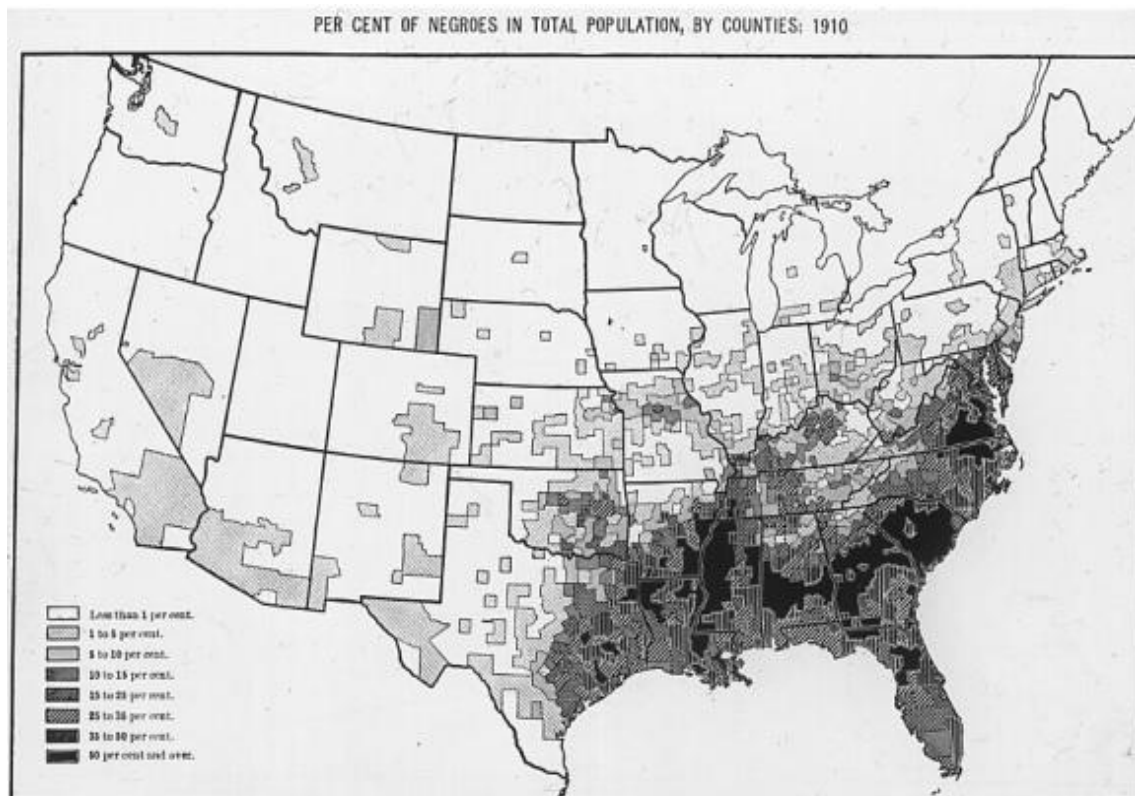 PER CENT OF NEGROES IN TOTAL POPULATION, BY COUNTIES: 1910
Less than 1 per cent.
1 to 5 per cent.
5 to 10 per cent.
10 to 15 per cent.
15 to 25 per cent.
25 to 35 per cent.
35 to 50 per cent.
50 per cent and over.